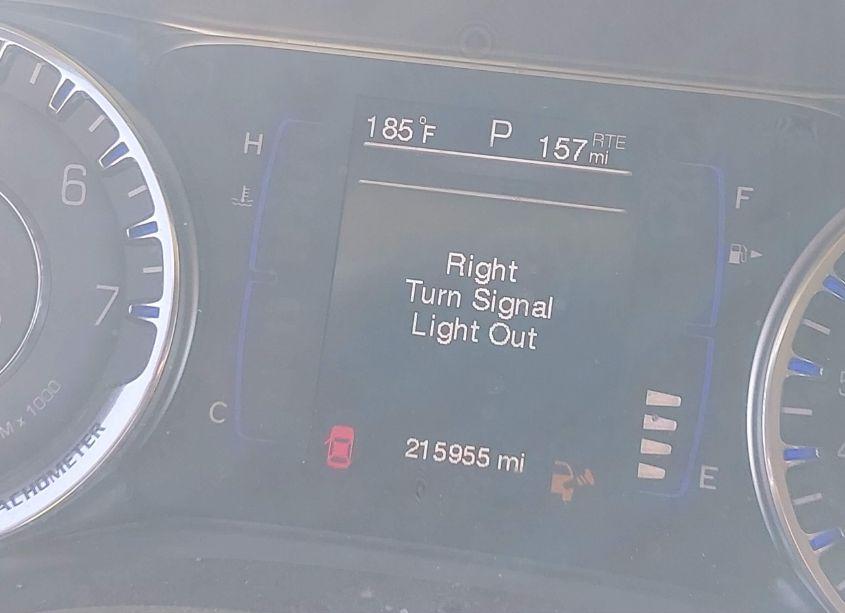 185°F P 157 mi RTE
H
F
6
Right
Turn Signal
Light Out
7
C
215955 mi
E
M x 1000
ACHOMETER